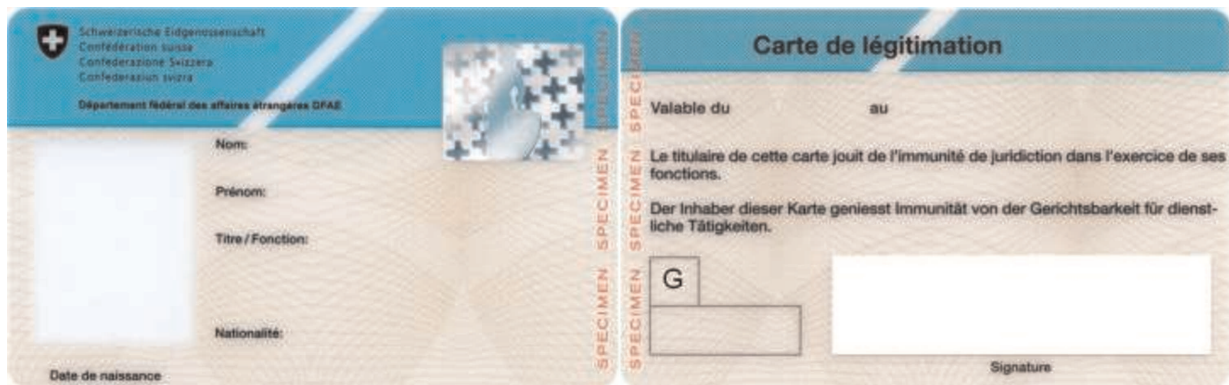 Schweizerische Eidgenossenschaft
Confédération suisse
Confederazione Svizzera
Confederaziun svizra
Département fédéral des affaires étrangères DFAE
Nom:
Prénom:
Titre/Fonction:
Nationalité:
Date de naissance
SPECIMEN SPECIMEN SPECIMEN
SPECIMEN SPECIMEN SPECIMEN
Carte de légitimation
Valable du au
Le titulaire de cette carte jouit de l'immunité de juridiction dans l'exercice de ses
fonctions.
Der Inhaber dieser Karte geniesst Immunität von der Gerichtsbarkeit für dienst-
liche Tätigkeiten.
G
Signature